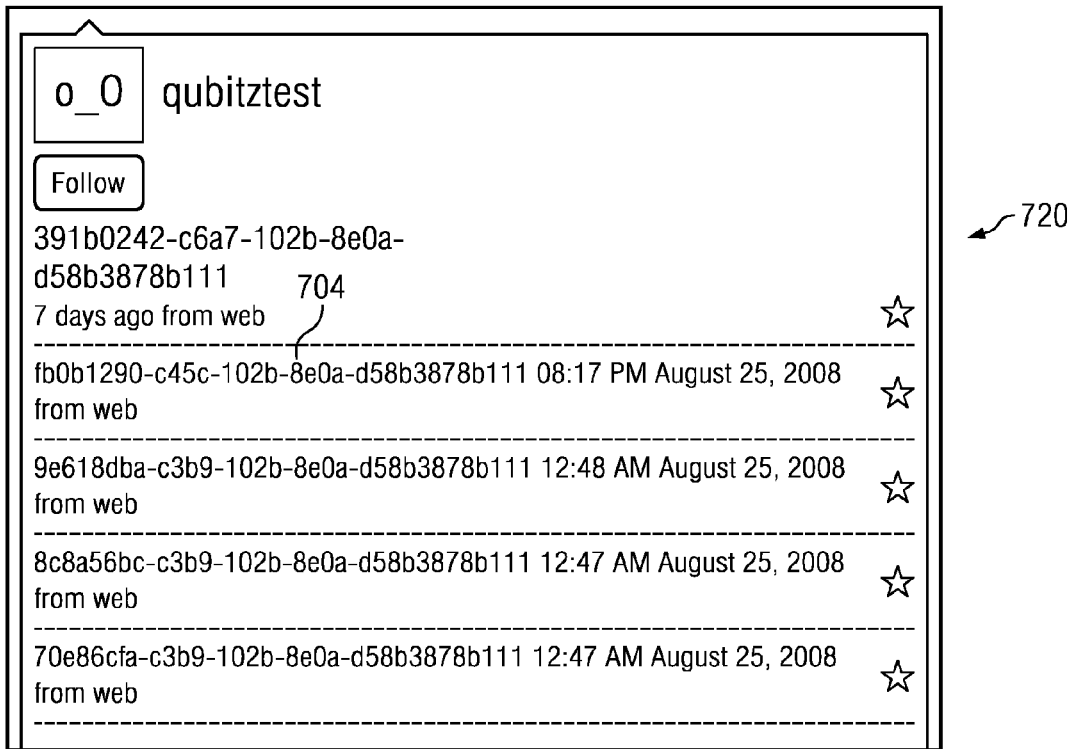 o_O qubitztest
Follow
720
391b0242-c6a7-102b-8e0a-
d58b3878b111
704
7 days ago from web
fb0b1290-c45c-102b-8e0a-d58b3878b111 08:17 PM August 25, 2008
from web
9e618dba-c3b9-102b-8e0a-d58b3878b111 12:48 AM August 25, 2008
from web
8c8a56bc-c3b9-102b-8e0a-d58b3878b111 12:47 AM August 25, 2008
from web
70e86cfa-c3b9-102b-8e0a-d58b3878b111 12:47 AM August 25, 2008
from web